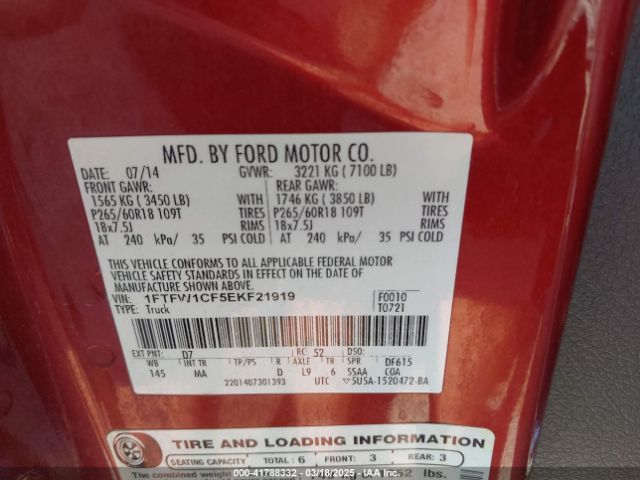 MFD. BY FORD MOTOR CO.
DATE: 07/14 GVWR: 3221 KG ( 7100 LB)
FRONT GAWR: REAR GAWR:
1565 KG ( 3450 LB) WITH 1746 KG ( 3850 LB) WITH
P265/60R18 109T TIRES P265/60R18 109T TIRES
18x7.5J RIMS 18x7.5J RIMS
AT 240 kPa/ 35 PSI COLD AT 240 kPa/ 35 PSI COLD
THIS VEHICLE CONFORMS TO ALL APPLICABLE FEDERAL MOTOR
VEHICLE SAFETY STANDARDS IN EFFECT ON THE DATE OF
MANUFACTURE SHOWN ABOVE.
VIN: 1FTFW1CF5EKF21919 F0010
TYPE: Truck T0721
EXT PNT: D7 RC: 52 DSO:
WB INT TR TP/PS R AXLE TR SPR DF615
145 MA D L9 6 SSAA COA
2201407301393 UTC ▽5U5A-1520472-BA
TIRE AND LOADING INFORMATION
SEATING CAPACITY TOTAL : 6 FRONT: 3 REAR: 3
The combined weight lbs.
000-41788332 - 03/18/2025 - IAA Inc.